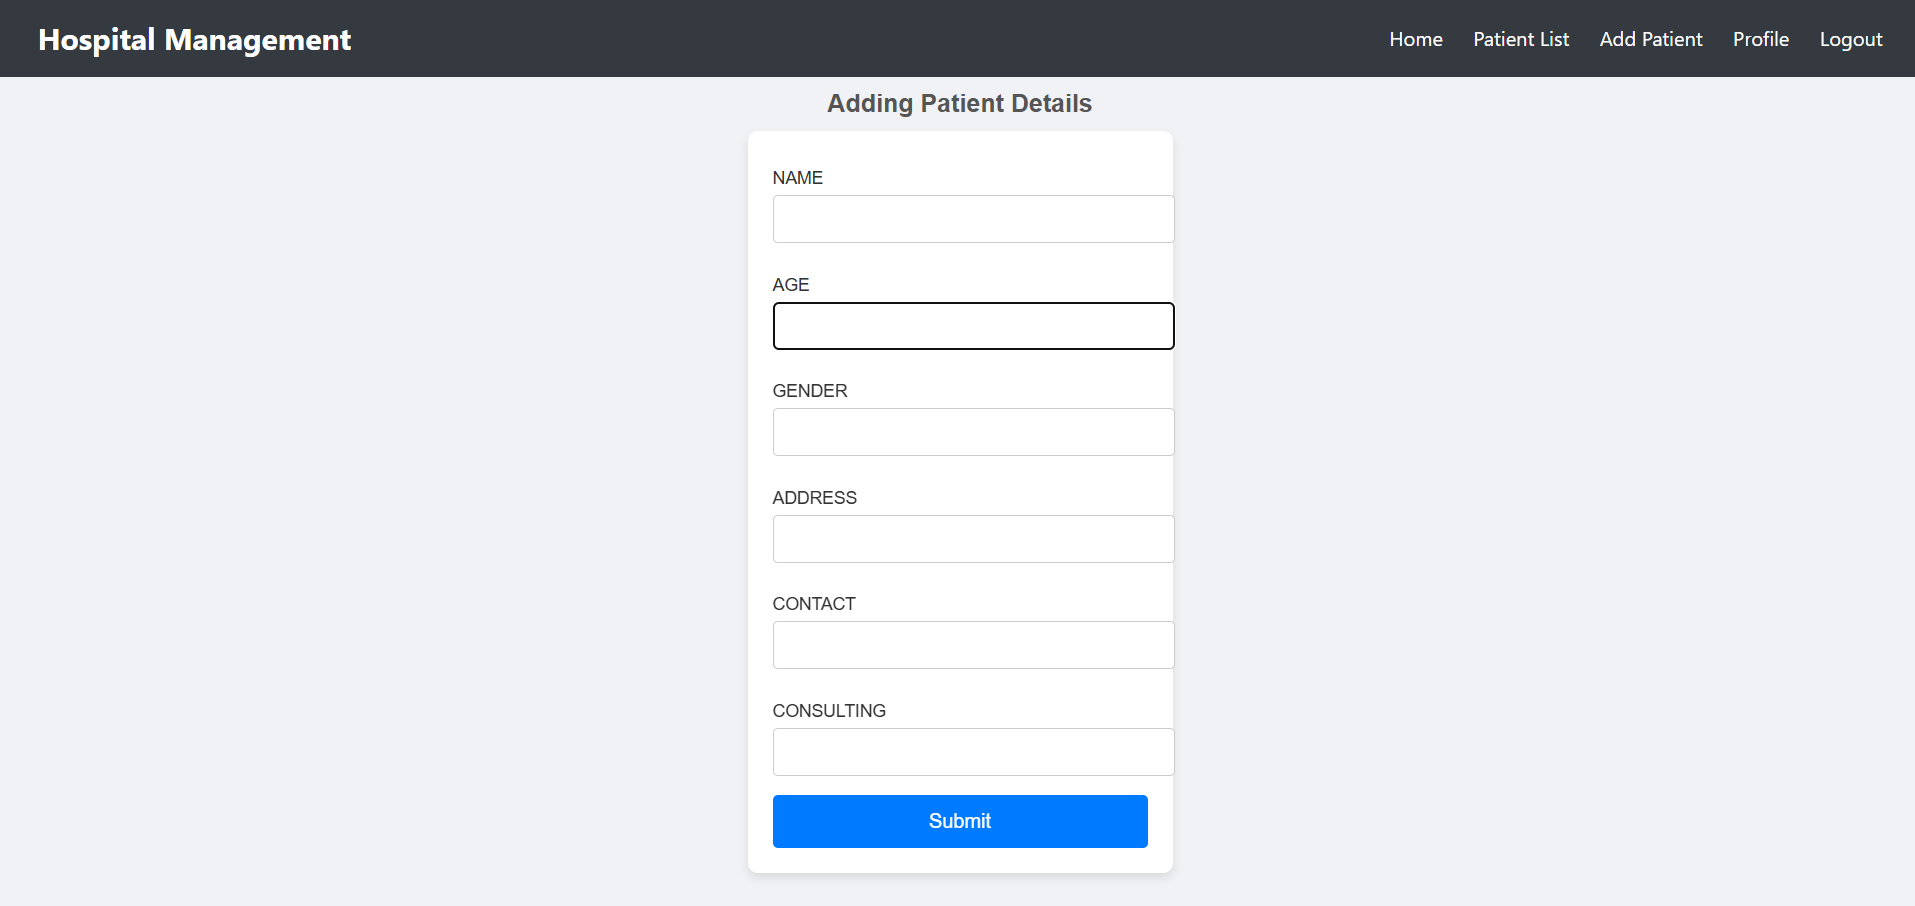 Hospital Management
Home Patient List Add Patient Profile Logout
Adding Patient Details
NAME
AGE
GENDER
ADDRESS
CONTACT
CONSULTING
Submit